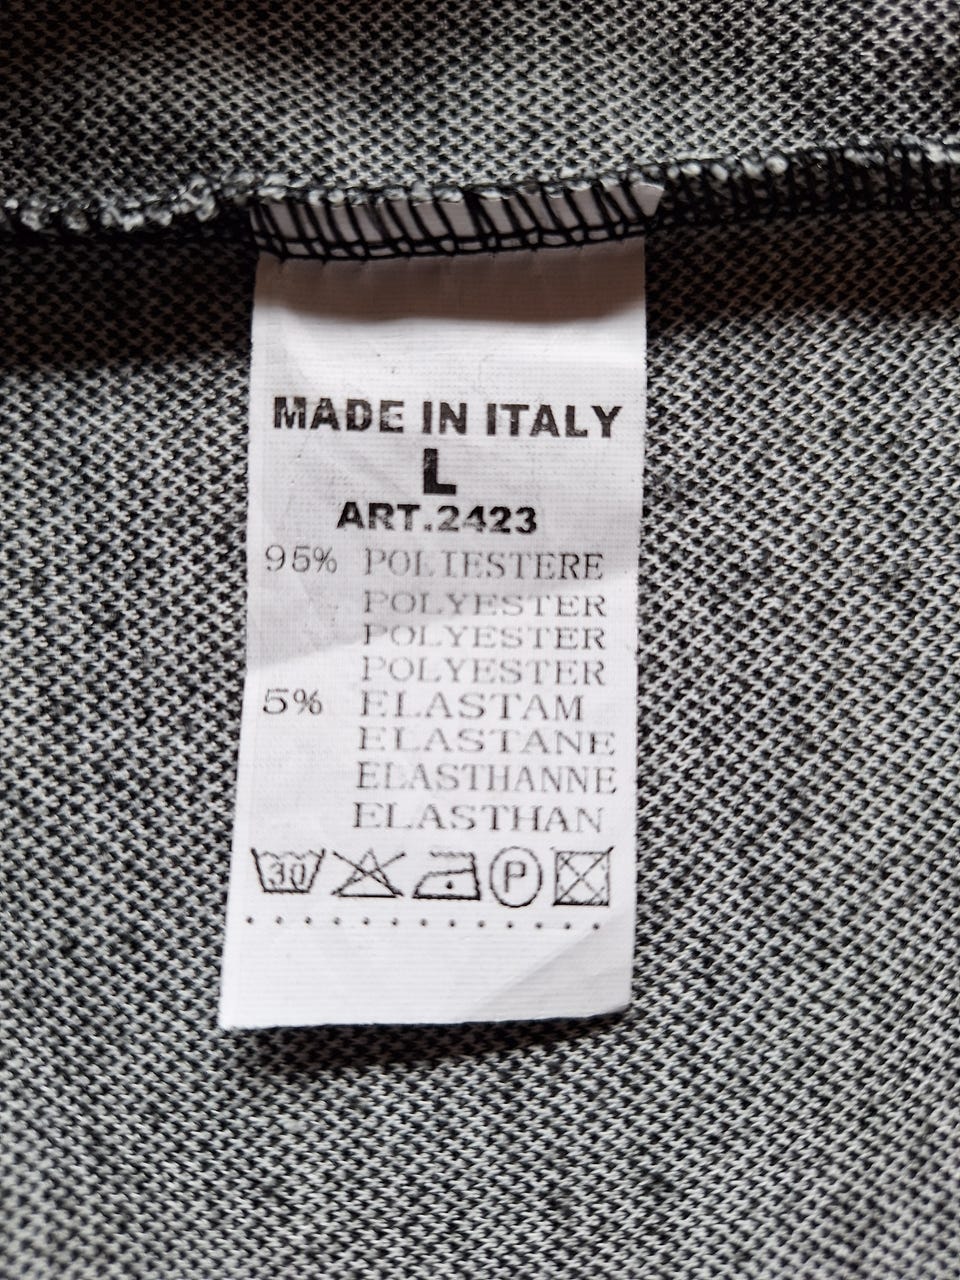 MADE IN ITALY
L
ART.2423
95% POLIESTERE
POLYESTER
POLYESTER
POLYESTER
5% ELASTAM
ELASTANE
ELASTHANNE
ELASTHAN
30 P